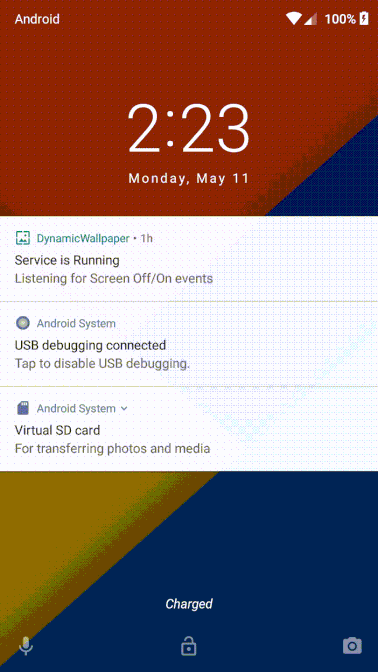 Android 100%
2:23
Monday, May 11
DynamicWallpaper • 1h
Service is Running
Listening for Screen Off/On events
Android System
USB debugging connected
Tap to disable USB debugging.
Android System
Virtual SD card
For transferring photos and media
Charged